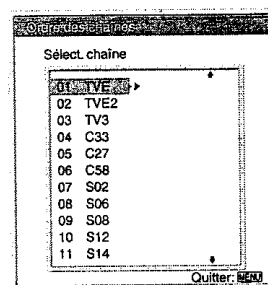 Ordre des chaînes
Sélect. chaîne
01 TVE
02 TVE2
03 TV3
04 C33
05 C27
06 C58
07 S02
08 S06
09 S08
10 S12
11 S14
Quitter: MENU